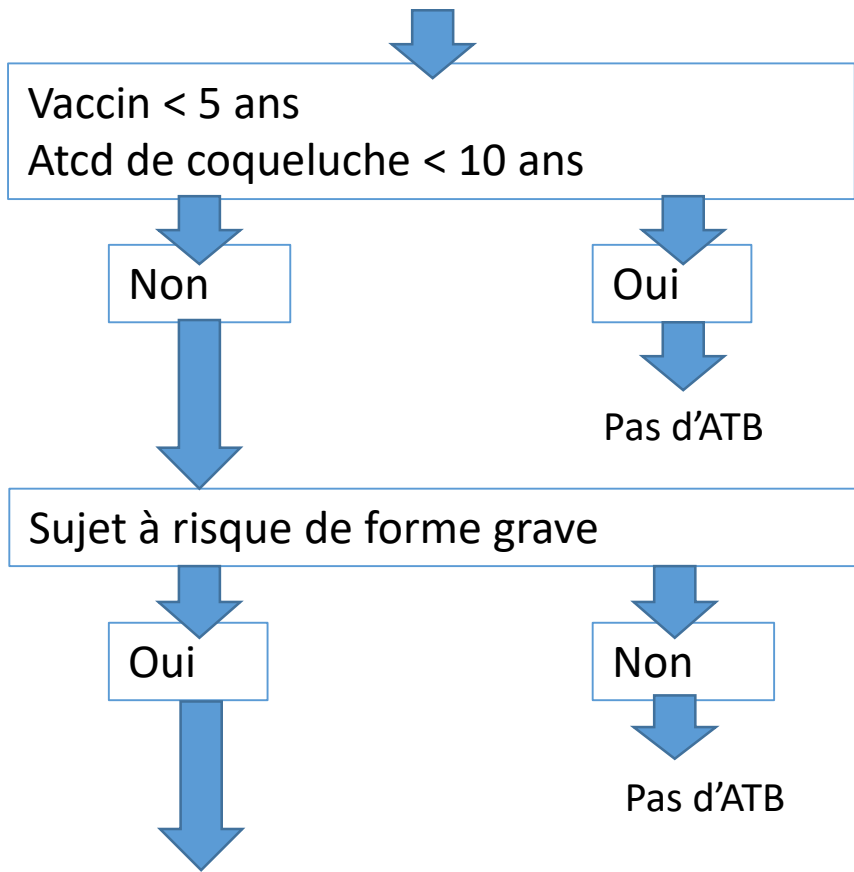 Vaccin < 5 ans
Atcd de coqueluche < 10 ans
Non
Oui
Pas d’ATB
Sujet à risque de forme grave
Oui
Non
Pas d’ATB